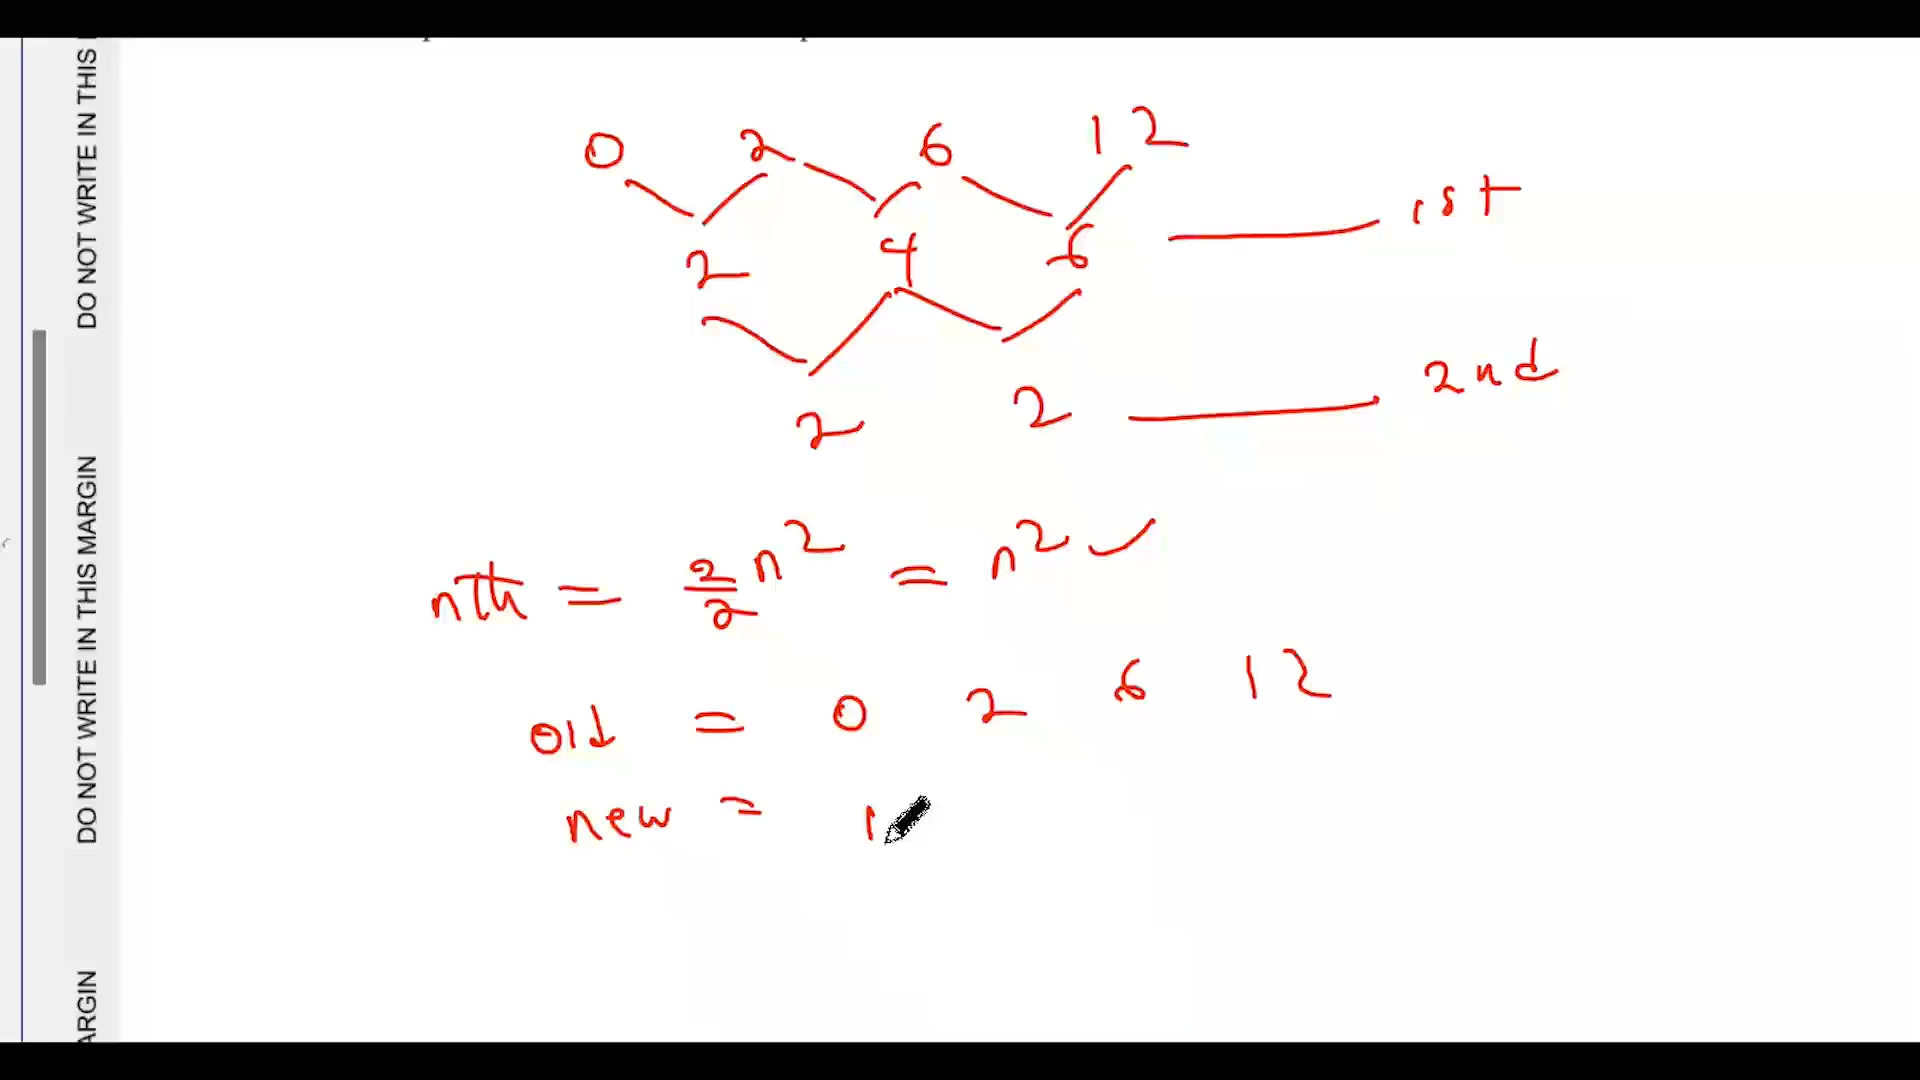 0 2 6 12
2 4 6 1st
2 2 2nd
nth = 2/2 n² = n² ✓
old = 0 2 6 12
new = 1
DO NOT WRITE IN THIS
DO NOT WRITE IN THIS MARGIN
ARGIN